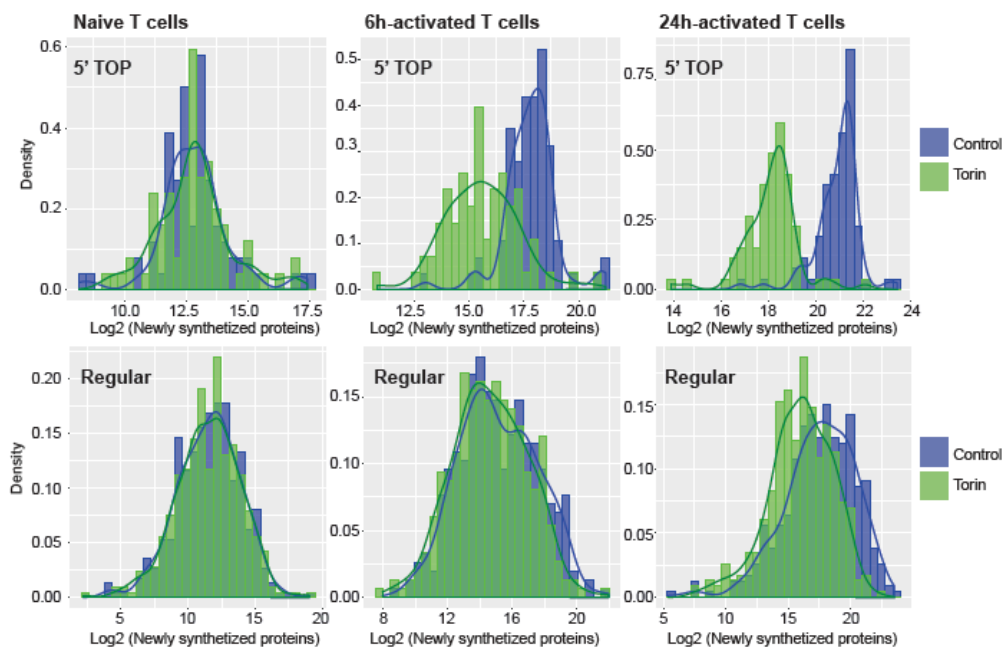 Naive T cells
6h-activated T cells
24h-activated T cells
5' TOP
5' TOP
5' TOP
Density
0.6
0.4
0.2
0.0
10.0 12.5 15.0 17.5
Log2 (Newly synthetized proteins)
0.5
0.4
0.3
0.2
0.1
0.0
12.5 15.0 17.5 20.0
Log2 (Newly synthetized proteins)
0.75
0.50
0.25
0.00
14 16 18 20 22 24
Log2 (Newly synthetized proteins)
Control
Torin
Regular
Regular
Regular
Density
0.20
0.15
0.10
0.05
0.00
5 10 15 20
Log2 (Newly synthetized proteins)
0.15
0.10
0.05
0.00
8 12 16 20
Log2 (Newly synthetized proteins)
0.15
0.10
0.05
0.00
5 10 15 20
Log2 (Newly synthetized proteins)
Control
Torin